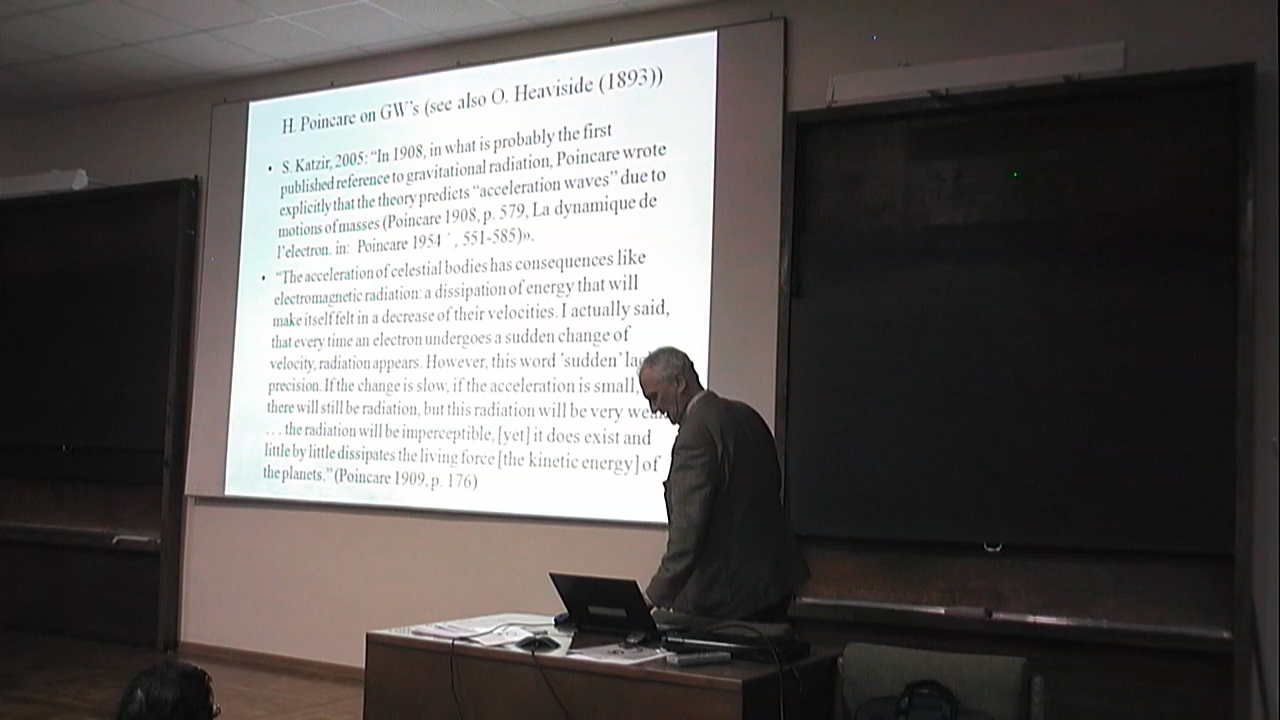 H. Poincare on GW's (see also O. Heaviside (1893))
• S. Katzir, 2005: “In 1908, in what is probably the first
published reference to gravitational radiation, Poincare wrote
explicitly that the theory predicts “acceleration waves” due to
motions of masses (Poincare 1908, p. 579, La dynamique de
l'electron. in: Poincare 1954 ˙, 551-585)».
• “The acceleration of celestial bodies has consequences like
electromagnetic radiation: a dissipation of energy that will
make itself felt in a decrease of their velocities. I actually said,
that every time an electron undergoes a sudden change of
velocity, radiation appears. However, this word 'sudden'
precision. If the change is slow, if the acceleration is small,
there will still be radiation, but this radiation will be very
… the radiation will be imperceptible, [yet] it does exist and
little by little dissipates the living force [the kinetic energy] of
the planets.” (Poincare 1909, p. 176)